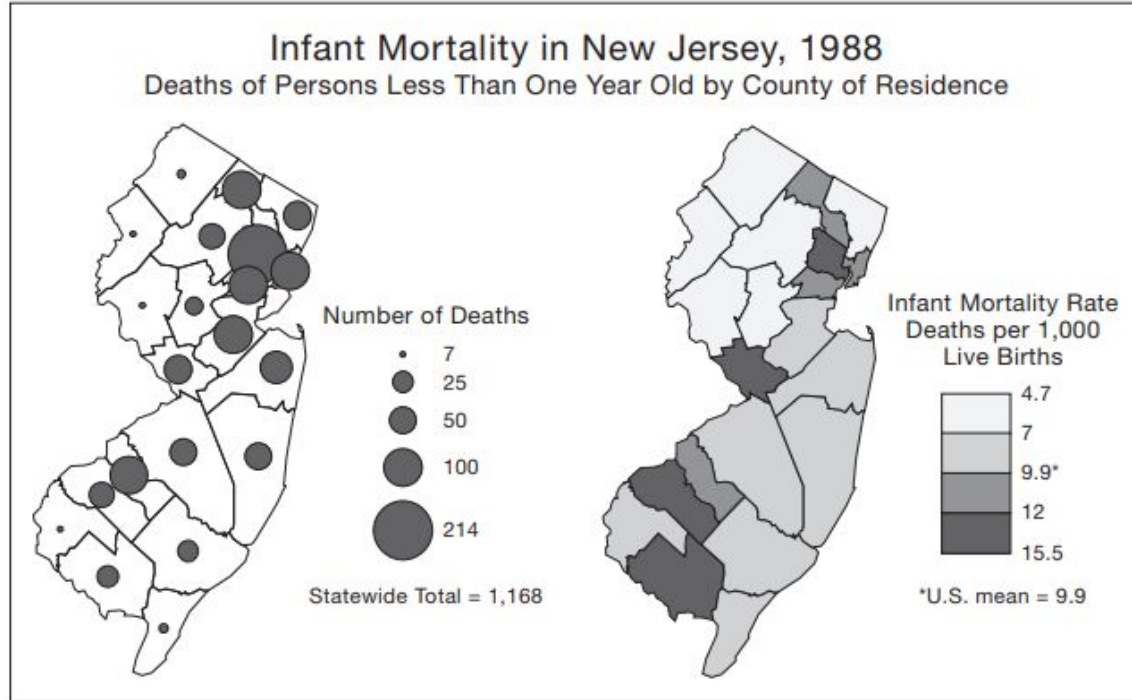 Infant Mortality in New Jersey, 1988
Deaths of Persons Less Than One Year Old by County of Residence
Number of Deaths
7
25
50
100
214
Statewide Total = 1,168
Infant Mortality Rate
Deaths per 1,000
Live Births
4.7
7
9.9*
12
15.5
*U.S. mean = 9.9